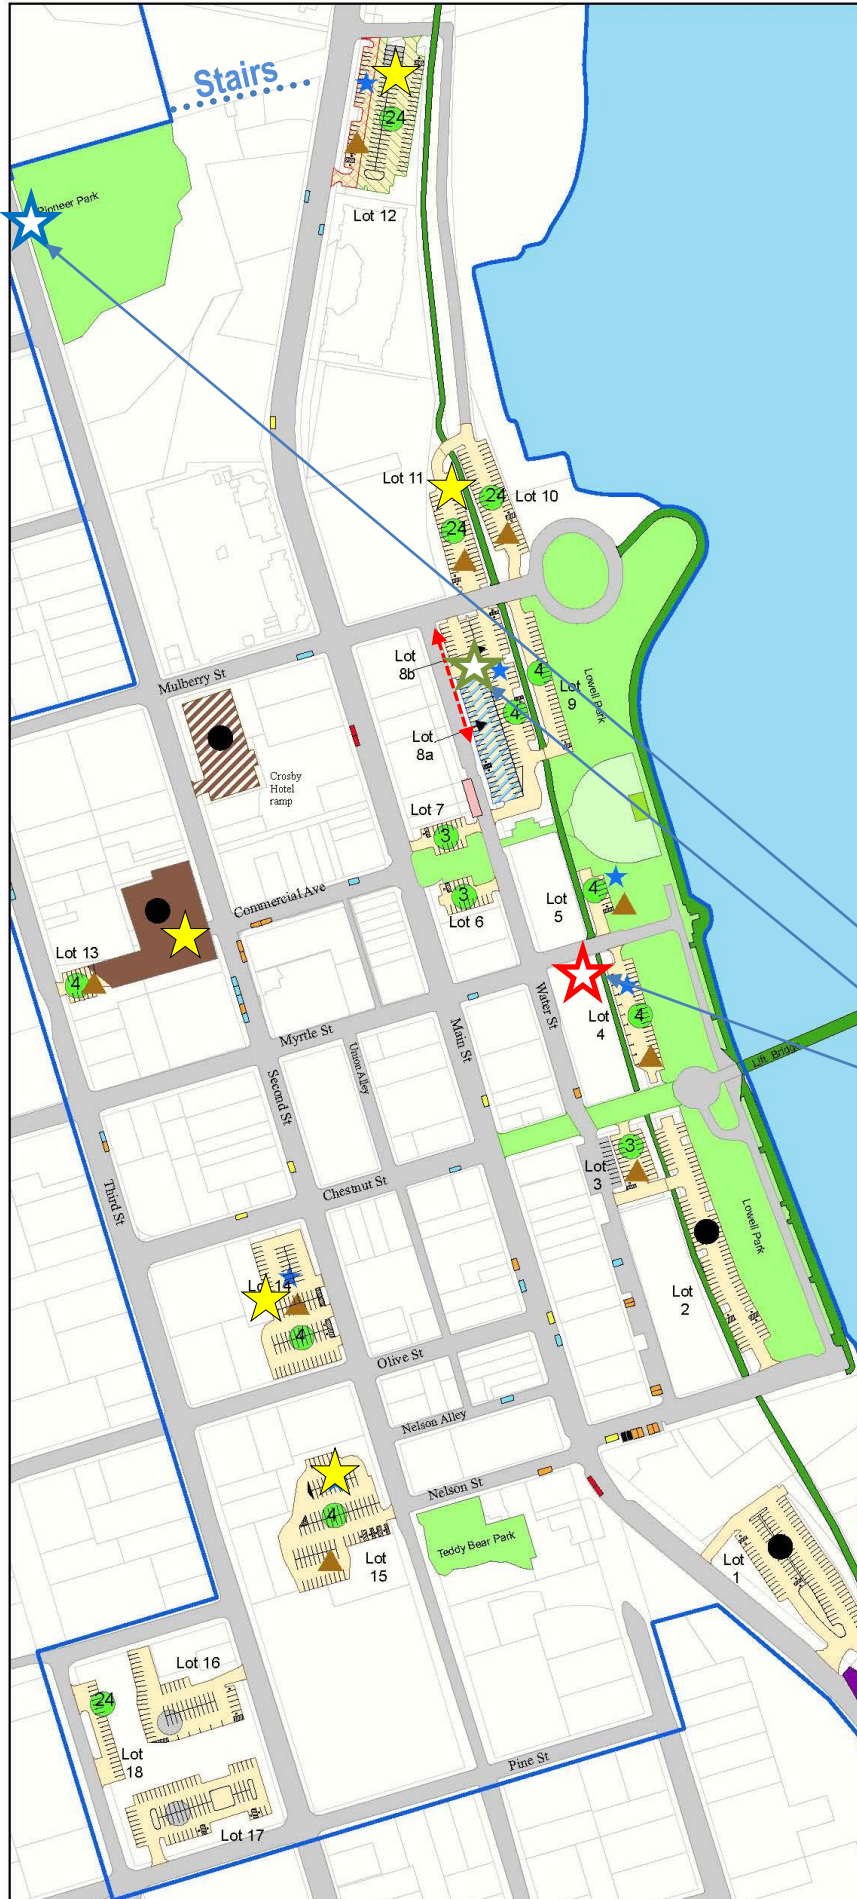 Stairs
24
Pioneer Park
Lot 12
Lot 11
24
Lot 10
24
Mulberry St
Lot
8b
4
Lot
9
Lowell Park
4
Lot
8a
Crosby
Hotel
ramp
Lot 7
3
Commercial Ave
3
Lot 6
4
Lot
5
Lot 13
4
Water St
Lot
4
4
Myrtle St
Main St
Union Alley
Second St
Lift Bridge
3
Lot
3
Third St
Chestnut St
Lowell Park
Lot 14
4
Lot
2
Olive St
Nelson Alley
Nelson St
4
Teddy Bear Park
Lot
15
Lot
1
Lot 16
24
Lot
18
Pine St
Lot 17